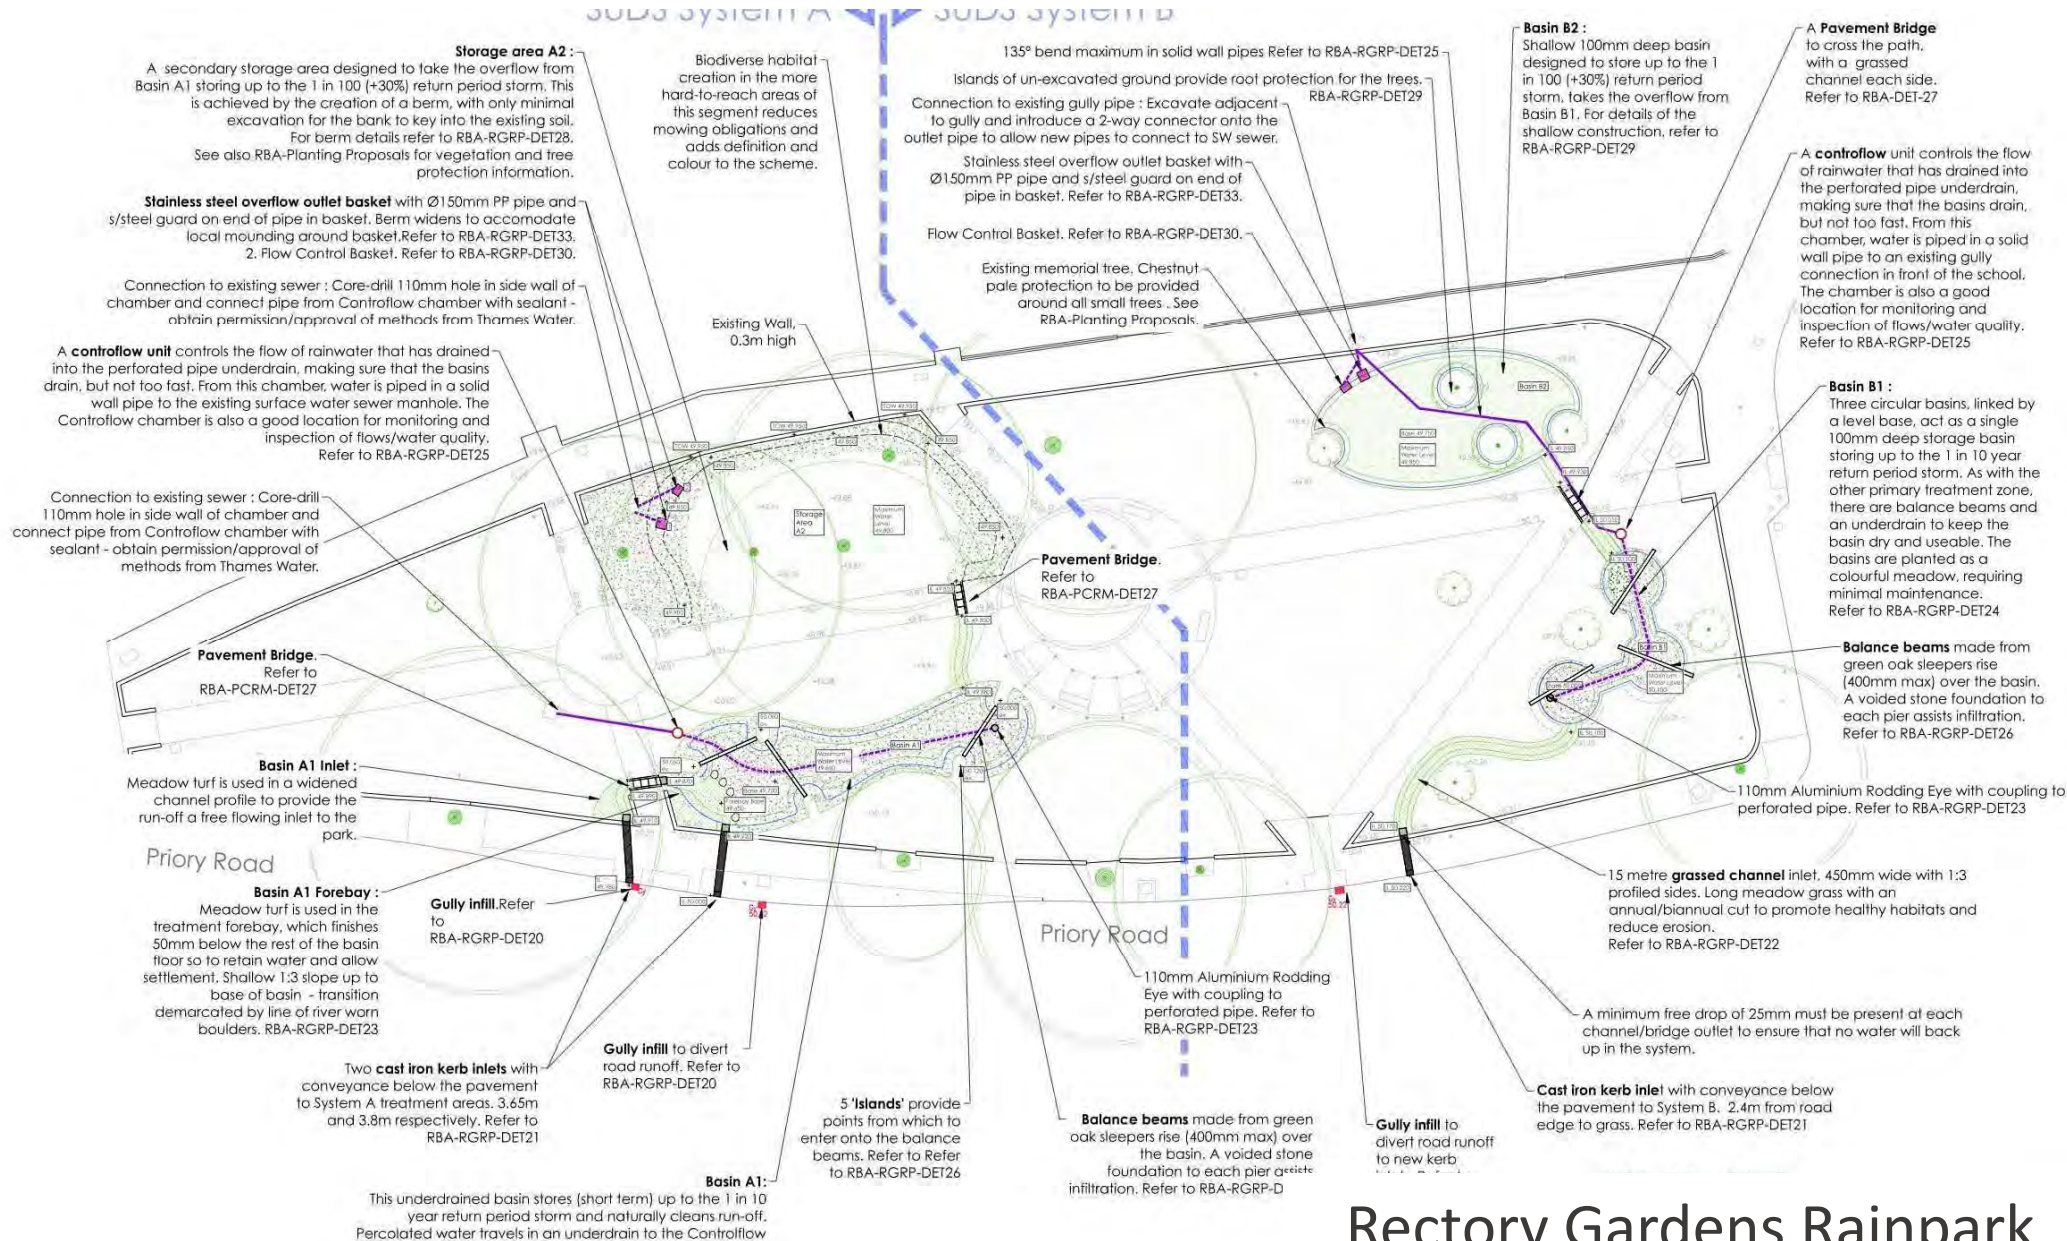 SuDS System A
SuDS System B
Storage area A2 :
A secondary storage area designed to take the overflow from
Basin A1 storing up to the 1 in 100 (+30%) return period storm. This
is achieved by the creation of a berm, with only minimal
excavation for the bank to key into the existing soil.
For berm details refer to RBA-RGRP-DET28.
See also RBA-Planting Proposals for vegetation and tree
protection information.
Stainless steel overflow outlet basket with Ø150mm PP pipe and
s/steel guard on end of pipe in basket. Berm widens to accomodate
local mounding around basket.Refer to RBA-RGRP-DET33.
2. Flow Control Basket. Refer to RBA-RGRP-DET30.
Connection to existing sewer : Core-drill 110mm hole in side wall of
chamber and connect pipe from Controflow chamber with sealant -
obtain permission/approval of methods from Thames Water.
A controflow unit controls the flow of rainwater that has drained
into the perforated pipe underdrain, making sure that the basins
drain, but not too fast. From this chamber, water is piped in a solid
wall pipe to the existing surface water sewer manhole. The
Controflow chamber is also a good location for monitoring and
inspection of flows/water quality.
Refer to RBA-RGRP-DET25
Connection to existing sewer : Core-drill
110mm hole in side wall of chamber and
connect pipe from Controflow chamber with
sealant - obtain permission/approval of
methods from Thames Water.
Pavement Bridge.
Refer to
RBA-PCRM-DET27
Basin A1 Inlet :
Meadow turf is used in a widened
channel profile to provide the
run-off a free flowing inlet to the
park.
Priory Road
Basin A1 Forebay :
Meadow turf is used in the
treatment forebay, which finishes
50mm below the rest of the basin
floor so to retain water and allow
settlement. Shallow 1:3 slope up to
base of basin - transition
demarcated by line of river worn
boulders. RBA-RGRP-DET23
Gully infill.Refer
to
RBA-RGRP-DET20
Two cast iron kerb inlets with
conveyance below the pavement
to System A treatment areas. 3.65m
and 3.8m respectively. Refer to
RBA-RGRP-DET21
Gully infill to divert
road runoff. Refer to
RBA-RGRP-DET20
Basin A1:
This underdrained basin stores (short term) up to the 1 in 10
year return period storm and naturally cleans run-off.
Percolated water travels in an underdrain to the Controlflow
Biodiverse habitat
creation in the more
hard-to-reach areas of
this segment reduces
mowing obligations and
adds definition and
colour to the scheme.
Existing Wall,
0.3m high
135° bend maximum in solid wall pipes Refer to RBA-RGRP-DET25
Islands of un-excavated ground provide root protection for the trees.
RBA-RGRP-DET29
Connection to existing gully pipe : Excavate adjacent
to gully and introduce a 2-way connector onto the
outlet pipe to allow new pipes to connect to SW sewer.
Stainless steel overflow outlet basket with
Ø150mm PP pipe and s/steel guard on end of
pipe in basket. Refer to RBA-RGRP-DET33.
Flow Control Basket. Refer to RBA-RGRP-DET30.
Existing memorial tree. Chestnut
pale protection to be provided
around all small trees . See
RBA-Planting Proposals.
Storage
Area
A2
Maximum
Water
Level
Pavement Bridge.
Refer to
RBA-PCRM-DET27
Basin A1
Basin B2
Basin B1
Priory Road
110mm Aluminium Rodding
Eye with coupling to
perforated pipe. Refer to
RBA-RGRP-DET23
5 'Islands' provide
points from which to
enter onto the balance
beams. Refer to Refer
to RBA-RGRP-DET26
Balance beams made from green
oak sleepers rise (400mm max) over
the basin. A voided stone
foundation to each pier assists
infiltration. Refer to RBA-RGRP-D
Gully infill to
divert road runoff
to new kerb
Basin B2 :
Shallow 100mm deep basin
designed to store up to the 1
in 100 (+30%) return period
storm, takes the overflow from
Basin B1. For details of the
shallow construction, refer to
RBA-RGRP-DET29
A Pavement Bridge
to cross the path,
with a grassed
channel each side.
Refer to RBA-DET-27
A controflow unit controls the flow
of rainwater that has drained into
the perforated pipe underdrain,
making sure that the basins drain,
but not too fast. From this
chamber, water is piped in a solid
wall pipe to an existing gully
connection in front of the school.
The chamber is also a good
location for monitoring and
inspection of flows/water quality.
Refer to RBA-RGRP-DET25
Basin B1 :
Three circular basins, linked by
a level base, act as a single
100mm deep storage basin
storing up to the 1 in 10 year
return period storm. As with the
other primary treatment zone,
there are balance beams and
an underdrain to keep the
basin dry and useable. The
basins are planted as a
colourful meadow, requiring
minimal maintenance.
Refer to RBA-RGRP-DET24
Balance beams made from
green oak sleepers rise
(400mm max) over the basin.
A voided stone foundation to
each pier assists infiltration.
Refer to RBA-RGRP-DET26
110mm Aluminium Rodding Eye with coupling to
perforated pipe. Refer to RBA-RGRP-DET23
15 metre grassed channel inlet, 450mm wide with 1:3
profiled sides. Long meadow grass with an
annual/biannual cut to promote healthy habitats and
reduce erosion.
Refer to RBA-RGRP-DET22
A minimum free drop of 25mm must be present at each
channel/bridge outlet to ensure that no water will back
up in the system.
Cast iron kerb inlet with conveyance below
the pavement to System B. 2.4m from road
edge to grass. Refer to RBA-RGRP-DET21
Rectory Gardens Rainpark